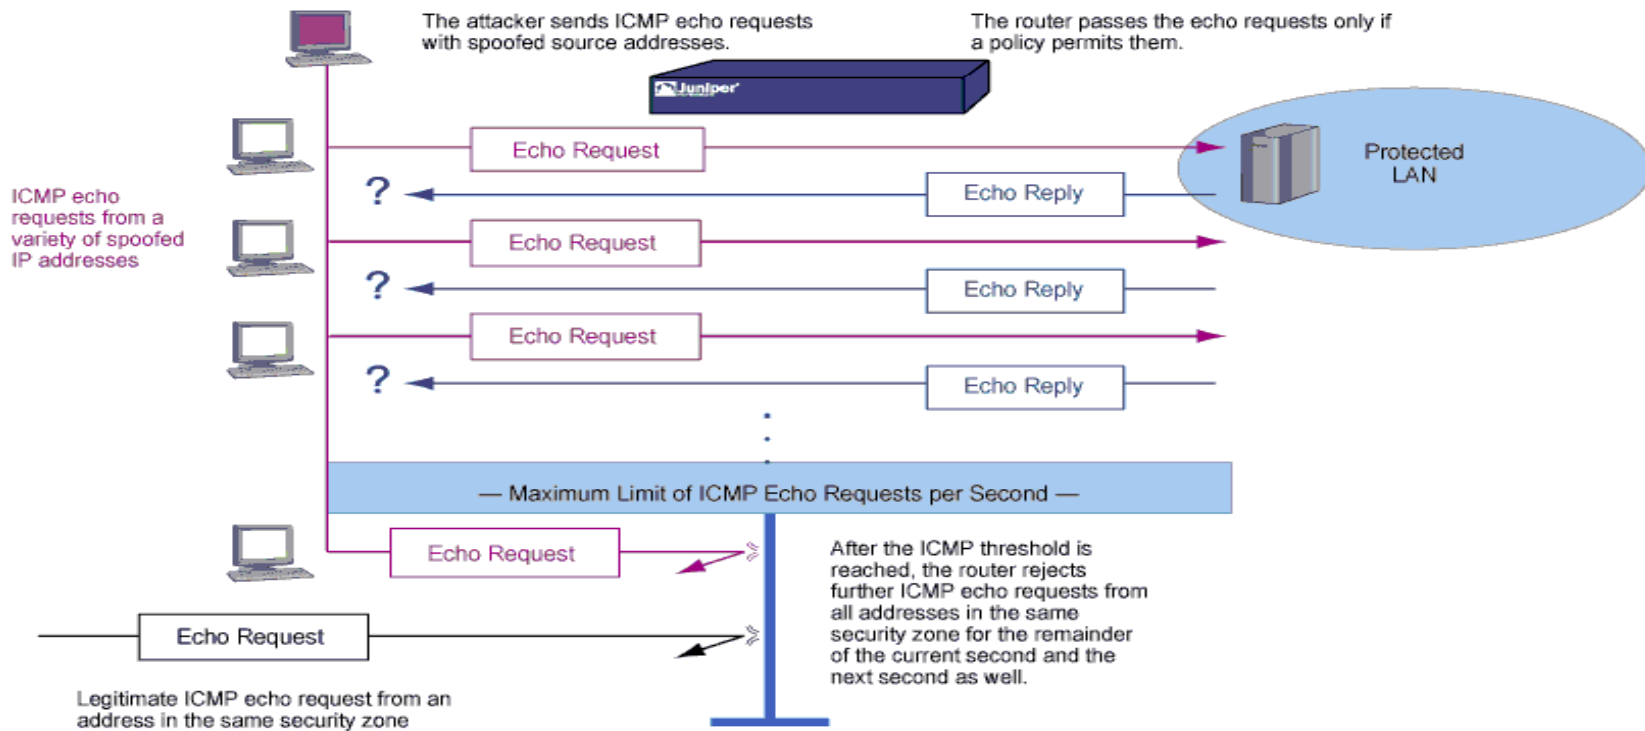 The attacker sends ICMP echo requests
with spoofed source addresses.
The router passes the echo requests only if
a policy permits them.
Juniper
Echo Request
Protected
LAN
? Echo Reply
ICMP echo
requests from a
variety of spoofed
IP addresses
Echo Request
? Echo Reply
Echo Request
? Echo Reply
— Maximum Limit of ICMP Echo Requests per Second —
Echo Request
After the ICMP threshold is
reached, the router rejects
further ICMP echo requests from
all addresses in the same
security zone for the remainder
of the current second and the
next second as well.
Echo Request
Legitimate ICMP echo request from an
address in the same security zone